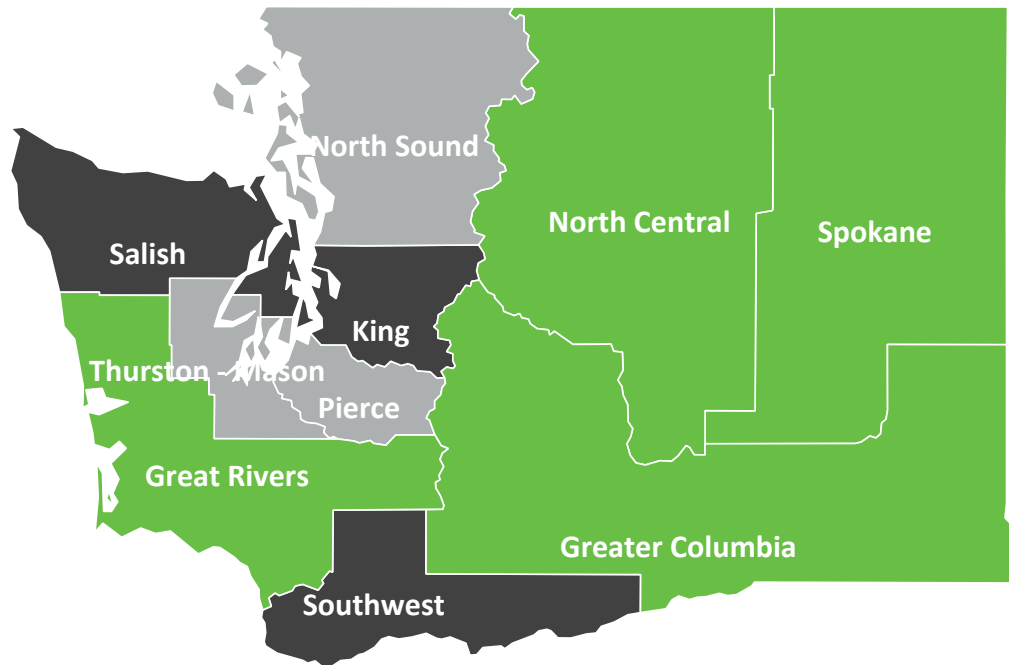 North Sound
North Central
Spokane
Salish
King
Thurston - Mason
Pierce
Great Rivers
Greater Columbia
Southwest